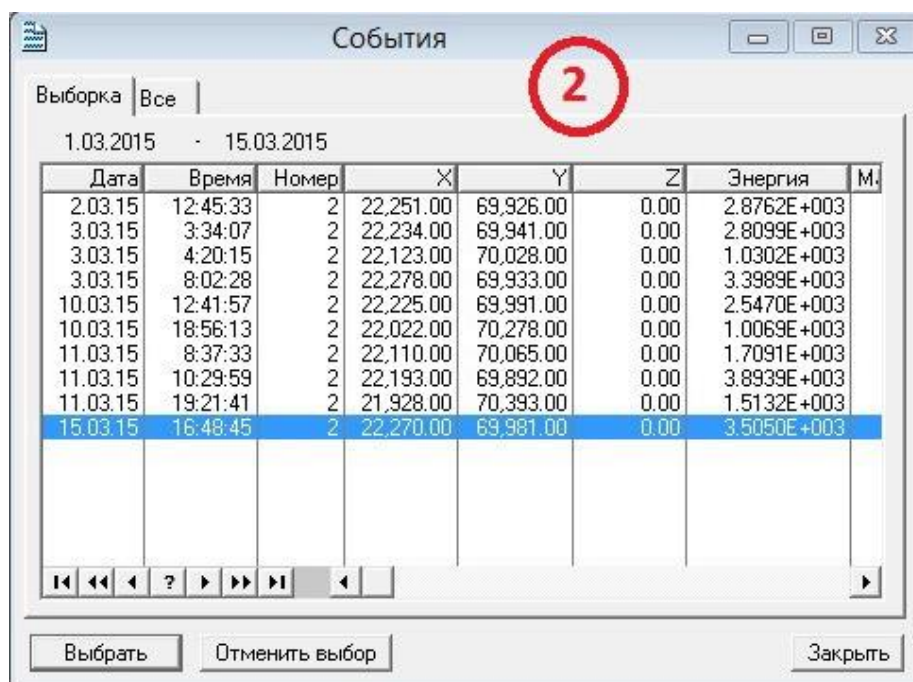 События
2
Выборка Все
1.03.2015 - 15.03.2015
Дата Время Номер X Y Z Энергия М.
2.03.15 12:45:33 2 22,251.00 69,926.00 0.00 2.8762E+003
3.03.15 3:34:07 2 22,234.00 69,941.00 0.00 2.8099E+003
3.03.15 4:20:15 2 22,123.00 70,028.00 0.00 1.0302E+003
3.03.15 8:02:28 2 22,278.00 69,933.00 0.00 3.3989E+003
10.03.15 12:41:57 2 22,225.00 69,991.00 0.00 2.5470E+003
10.03.15 18:56:13 2 22,022.00 70,278.00 0.00 1.0069E+003
11.03.15 8:37:33 2 22,110.00 70,065.00 0.00 1.7091E+003
11.03.15 10:29:59 2 22,193.00 69,892.00 0.00 3.8939E+003
11.03.15 19:21:41 2 21,928.00 70,393.00 0.00 1.5132E+003
15.03.15 16:48:45 2 22,270.00 69,981.00 0.00 3.5050E+003
?
Выбрать Отменить выбор Закрыть